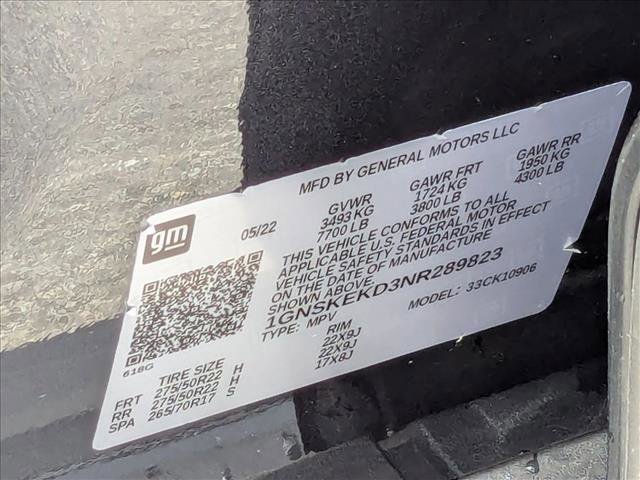 MFD BY GENERAL MOTORS LLC
gm
05/22
GVWR GAWR FRT GAWR RR
3493 KG 1724 KG 1950 KG
7700 LB 3800 LB 4300 LB
THIS VEHICLE CONFORMS TO ALL
APPLICABLE U.S. FEDERAL MOTOR
VEHICLE SAFETY STANDARDS IN EFFECT
ON THE DATE OF MANUFACTURE
SHOWN ABOVE.
1GNSKEKD3NR289823
TYPE: MPV MODEL: 33CK10906
618G
TIRE SIZE RIM
FRT 275/50R22 H 22X9J
RR 275/50R22 H 22X9J
SPA 265/70R17 S 17X8J